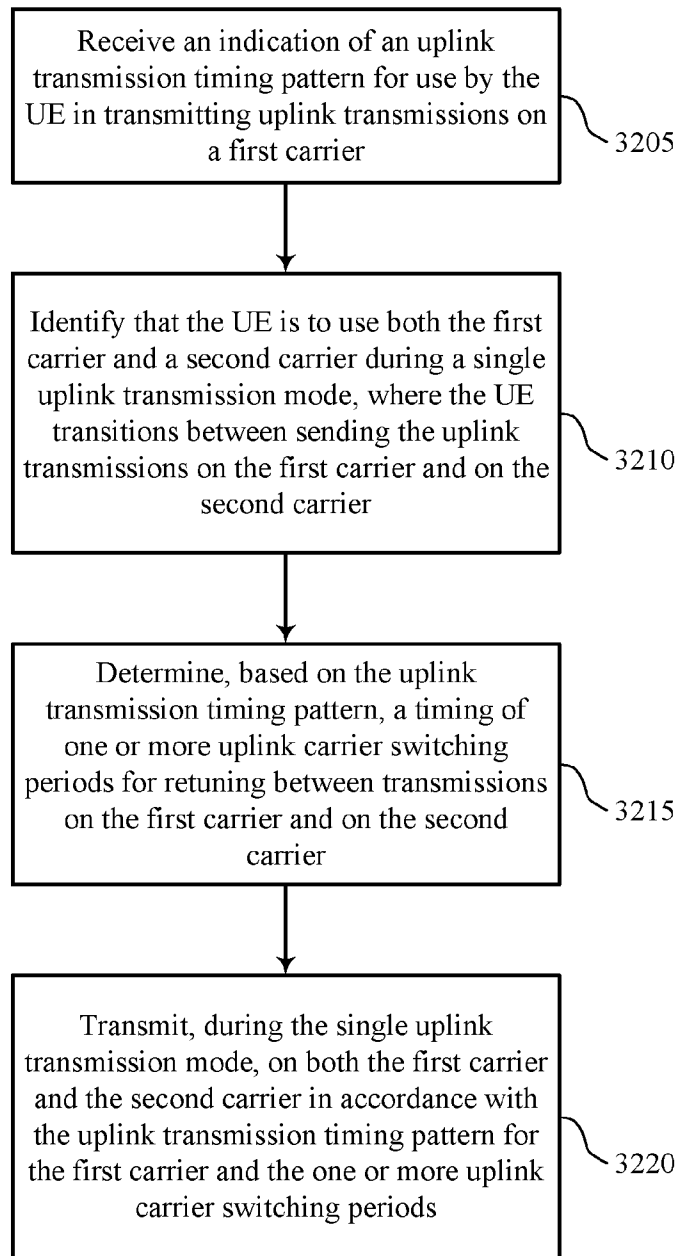 Receive an indication of an uplink
transmission timing pattern for use by the
UE in transmitting uplink transmissions on
a first carrier
3205
Identify that the UE is to use both the first
carrier and a second carrier during a single
uplink transmission mode, where the UE
transitions between sending the uplink
transmissions on the first carrier and on the
second carrier
3210
Determine, based on the uplink
transmission timing pattern, a timing of
one or more uplink carrier switching
periods for retuning between transmissions
on the first carrier and on the second
carrier
3215
Transmit, during the single uplink
transmission mode, on both the first carrier
and the second carrier in accordance with
the uplink transmission timing pattern for
the first carrier and the one or more uplink
carrier switching periods
3220